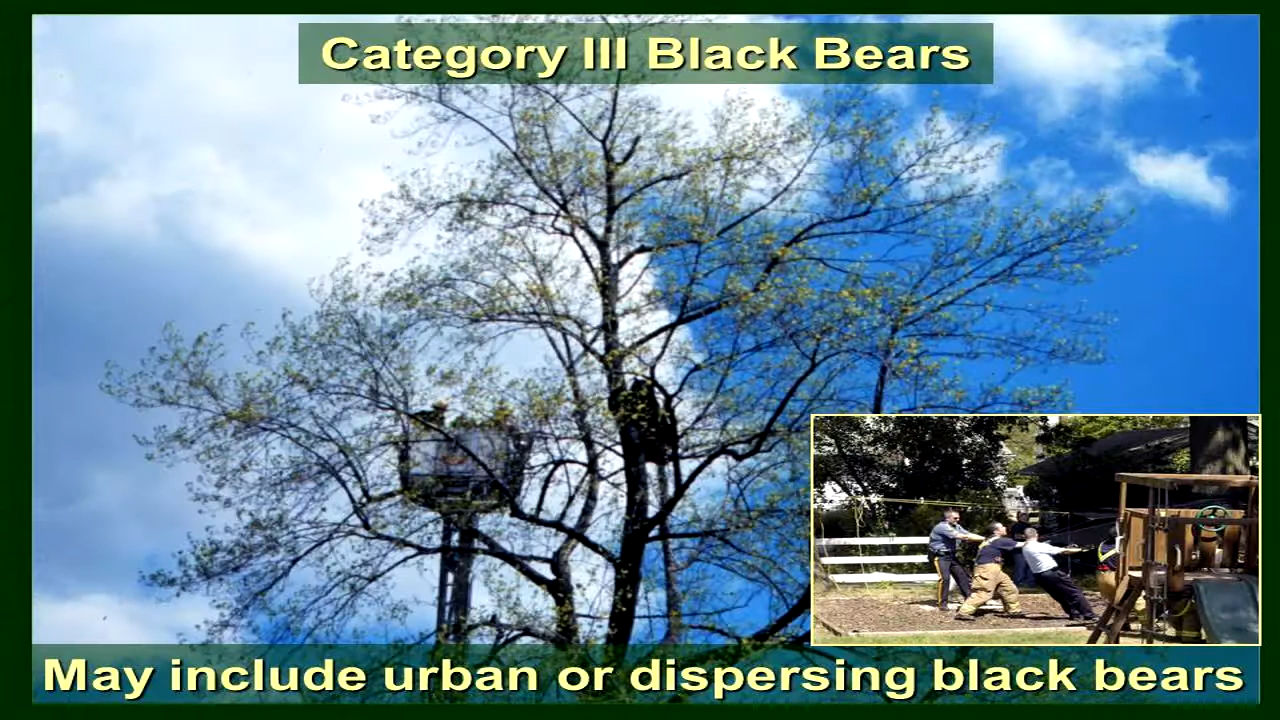 Category III Black Bears
May include urban or dispersing black bears